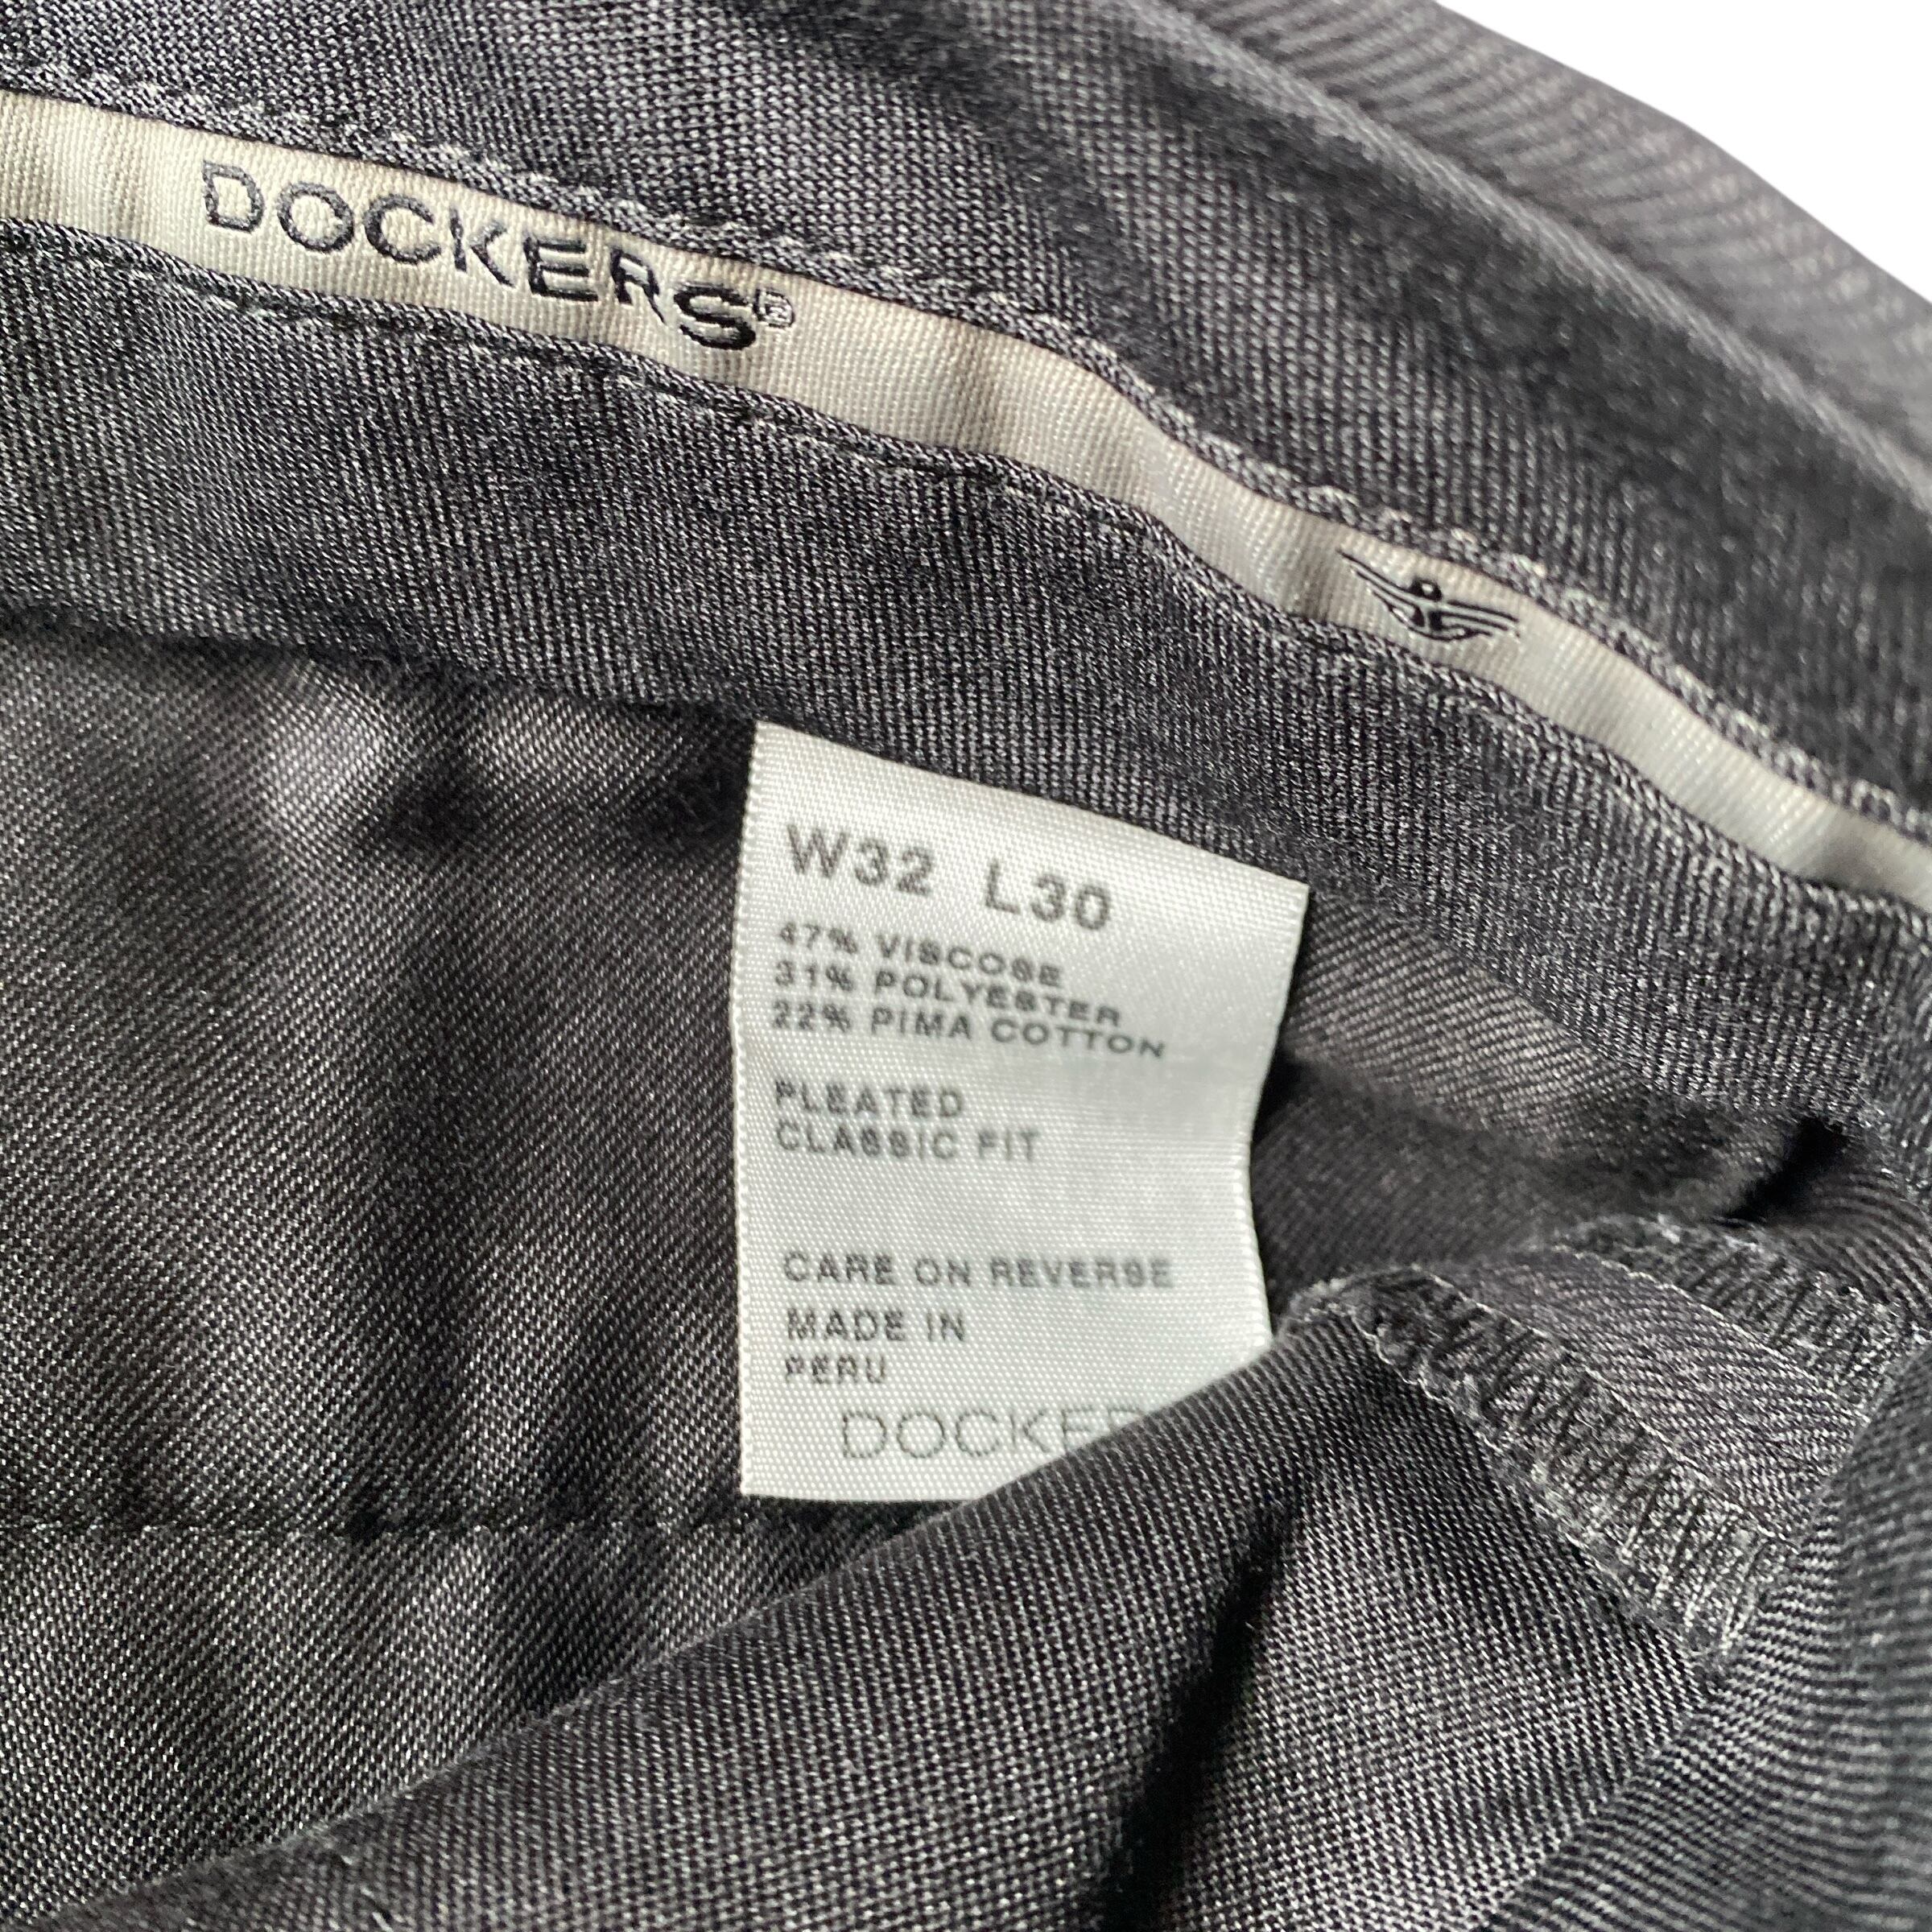 DOCKERS®
W32 L30
47% VISCOSE
31% POLYESTER
22% PIMA COTTON
PLEATED
CLASSIC FIT
CARE ON REVERSE
MADE IN
PERU
DOCKER